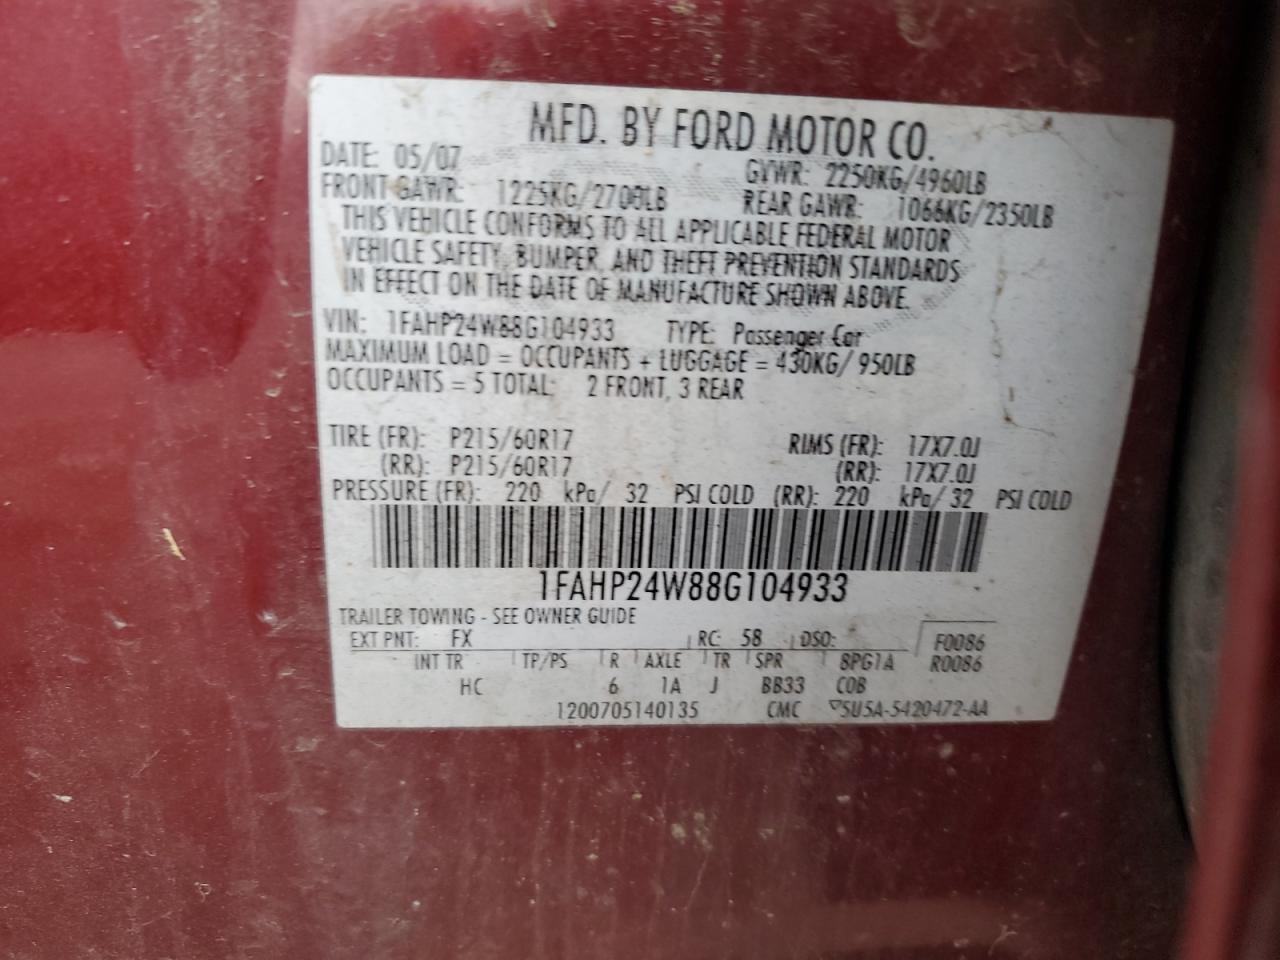 MFD. BY FORD MOTOR CO.
DATE: 05/07 GVWR: 2250KG/4960LB
FRONT GAWR: 1225KG/2700LB REAR GAWR: 1066KG/2350LB
THIS VEHICLE CONFORMS TO ALL APPLICABLE FEDERAL MOTOR
VEHICLE SAFETY, BUMPER, AND THEFT PREVENTION STANDARDS
IN EFFECT ON THE DATE OF MANUFACTURE SHOWN ABOVE.
VIN: 1FAHP24W88G104933 TYPE: Passenger Car
MAXIMUM LOAD = OCCUPANTS + LUGGAGE = 430KG/ 950LB
OCCUPANTS = 5 TOTAL: 2 FRONT, 3 REAR
TIRE (FR): P215/60R17 RIMS (FR): 17X7.0J
(RR): P215/60R17 (RR): 17X7.0J
PRESSURE (FR): 220 kPa/ 32 PSI COLD (RR): 220 kPa/ 32 PSI COLD
1FAHP24W88G104933
TRAILER TOWING - SEE OWNER GUIDE
EXT PNT: FX RC: 58 DSO: F0086
INT TR TP/PS R AXLE TR SPR 8PG1A R0086
HC 6 1A J BB33 COB
1200705140135 CMC ▽5U5A-5420472-AA